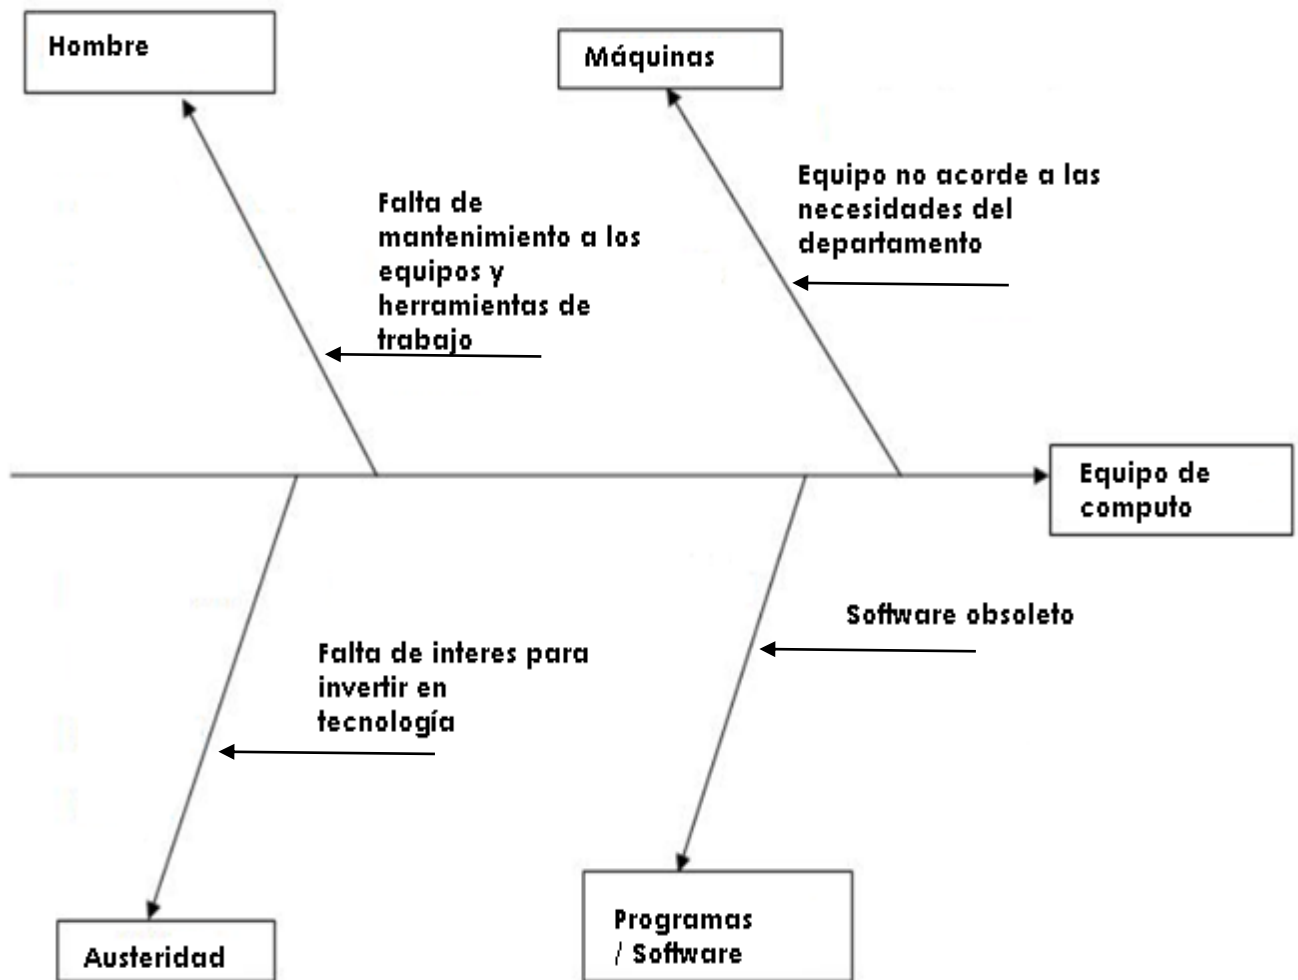 Hombre
Máquinas
Equipo no acorde a las
necesidades del
departamento
Falta de
mantenimiento a los
equipos y
herramientas de
trabajo
Equipo de
computo
Software obsoleto
Falta de interes para
invertir en
tecnología
Programas
/ Software
Austeridad